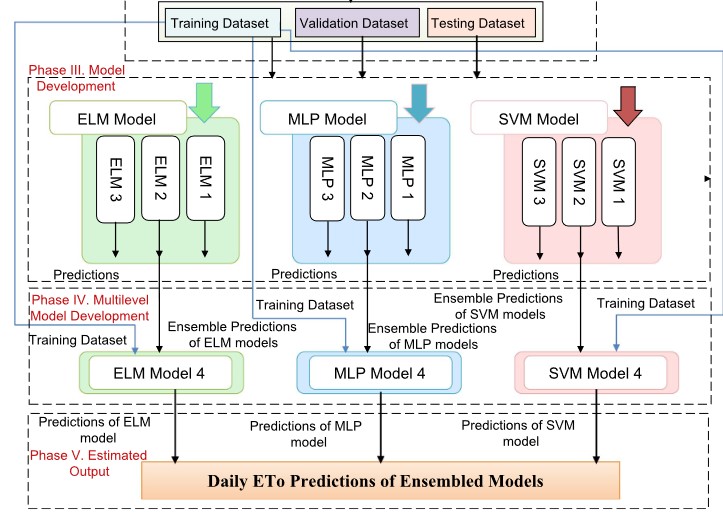 Training Dataset
Validation Dataset
Testing Dataset
Phase III. Model
Development
ELM Model
MLP Model
SVM Model
ELM 3
ELM 2
ELM 1
MLP 3
MLP 2
MLP 1
SVM 3
SVM 2
SVM 1
Predictions
Predictions
Predictions
Phase IV. Multilevel
Model Development
Training Dataset
Ensemble Predictions
of ELM models
Training Dataset
Ensemble Predictions
of MLP models
Ensemble Predictions
of SVM models
Training Dataset
ELM Model 4
MLP Model 4
SVM Model 4
Predictions of ELM
model
Predictions of MLP
model
Predictions of SVM
model
Phase V. Estimated
Output
Daily ETo Predictions of Ensembled Models